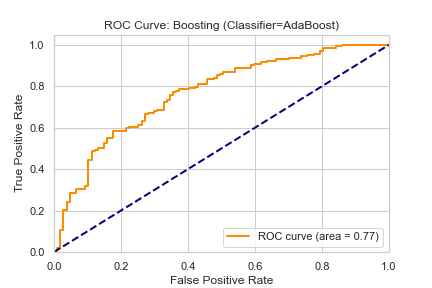 ROC Curve: Boosting (Classifier=AdaBoost)
True Positive Rate
1.0
0.8
0.6
0.4
0.2
0.0
ROC curve (area = 0.77)
0.0 0.2 0.4 0.6 0.8 1.0
False Positive Rate